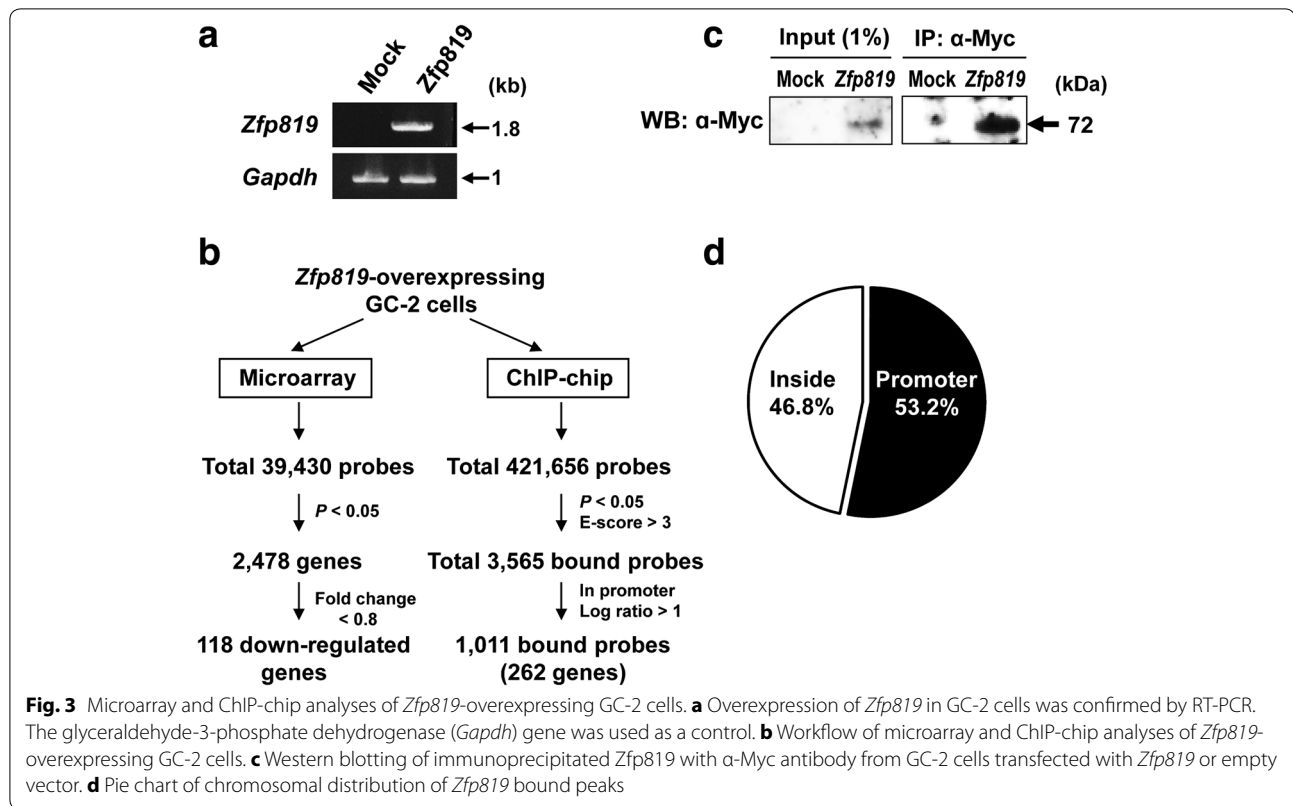 a
Mock
Zfp819
(kb)
Zfp819
1.8
Gapdh
1
c
Input (1%)
IP: α-Myc
Mock Zfp819
Mock Zfp819
(kDa)
WB: α-Myc
72
b
Zfp819-overexpressing
GC-2 cells
Microarray
ChIP-chip
Total 39,430 probes
Total 421,656 probes
P < 0.05
P < 0.05
E-score > 3
2,478 genes
Total 3,565 bound probes
Fold change
< 0.8
In promoter
Log ratio > 1
118 down-regulated
genes
1,011 bound probes
(262 genes)
d
Inside
46.8%
Promoter
53.2%
Fig. 3 Microarray and ChIP-chip analyses of Zfp819-overexpressing GC-2 cells. a Overexpression of Zfp819 in GC-2 cells was confirmed by RT-PCR.
The glyceraldehyde-3-phosphate dehydrogenase (Gapdh) gene was used as a control. b Workflow of microarray and ChIP-chip analyses of Zfp819-
overexpressing GC-2 cells. c Western blotting of immunoprecipitated Zfp819 with α-Myc antibody from GC-2 cells transfected with Zfp819 or empty
vector. d Pie chart of chromosomal distribution of Zfp819 bound peaks